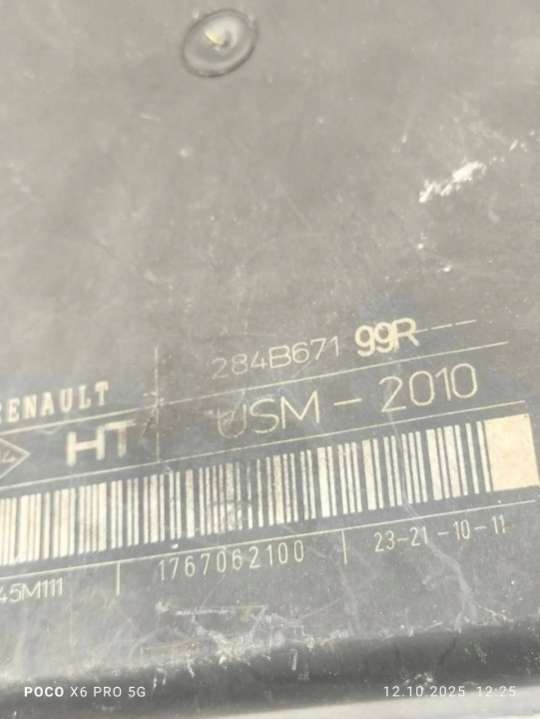 284B671 99R
RENAULT
HT USM - 2010
45M111 | 1767062100 | 23-21-10-11
POCO X6 PRO 5G 12.10.2025 12:25